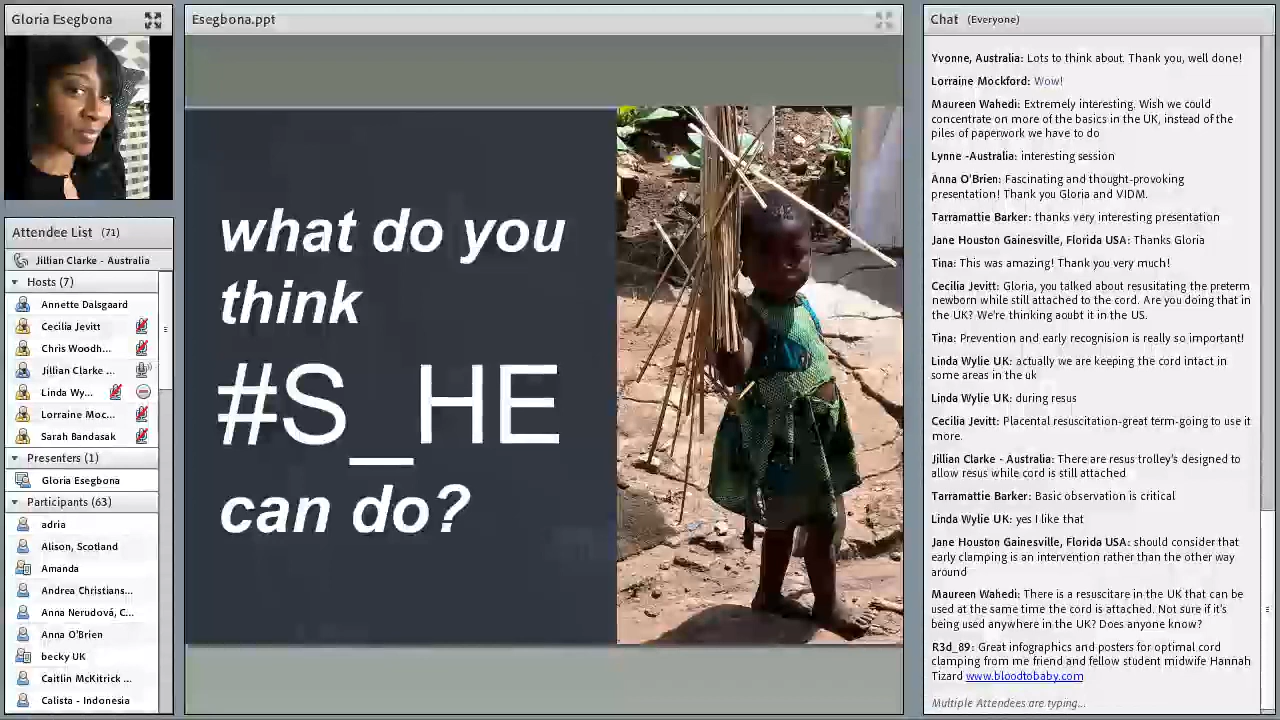 Gloria Esegbona
Attendee List (71)
Jillian Clarke - Australia
Hosts (7)
Annette Dalsgaard
Cecilia Jevitt
Chris Woodh...
Jillian Clarke ...
Linda Wy...
Lorraine Moc...
Sarah Bandasak
Presenters (1)
Gloria Esegbona
Participants (63)
adria
Alison, Scotland
Amanda
Andrea Christians...
Anna Nerudová, C...
Anna O'Brien
becky UK
Caitlin McKitrick ...
Calista - Indonesia
Esegbona.ppt
what do you
think
#S_HE
can do?
Chat (Everyone)
Yvonne, Australia: Lots to think about. Thank you, well done!
Lorraine Mockford: Wow!
Maureen Wahedi: Extremely interesting. Wish we could
concentrate on more of the basics in the UK, instead of the
piles of paperwork we have to do
Lynne -Australia: interesting session
Anna O'Brien: Fascinating and thought-provoking
presentation! Thank you Gloria and VIDM.
Tarramattie Barker: thanks very interesting presentation
Jane Houston Gainesville, Florida USA: Thanks Gloria
Tina: This was amazing! Thank you very much!
Cecilia Jevitt: Gloria, you talked about resusitating the preterm
newborn while still attached to the cord. Are you doing that in
the UK? We're thinking aoubt it in the US.
Tina: Prevention and early recognision is really so important!
Linda Wylie UK: actually we are keeping the cord intact in
some areas in the uk
Linda Wylie UK: during resus
Cecilia Jevitt: Placental resuscitation-great term-going to use it
more.
Jillian Clarke - Australia: There are resus trolley's designed to
allow resus while cord is still attached
Tarramattie Barker: Basic observation is critical
Linda Wylie UK: yes I like that
Jane Houston Gainesville, Florida USA: should consider that
early clamping is an intervention rather than the other way
around
Maureen Wahedi: There is a resuscitare in the UK that can be
used at the same time the cord is attached..Not sure if it's
being used anywhere in the UK? Does anyone know?
R3d_89: Great infographics and posters for optimal cord
clamping from me friend and fellow student midwife Hannah
Tizard www.bloodtobaby.com
Multiple Attendees are typing...